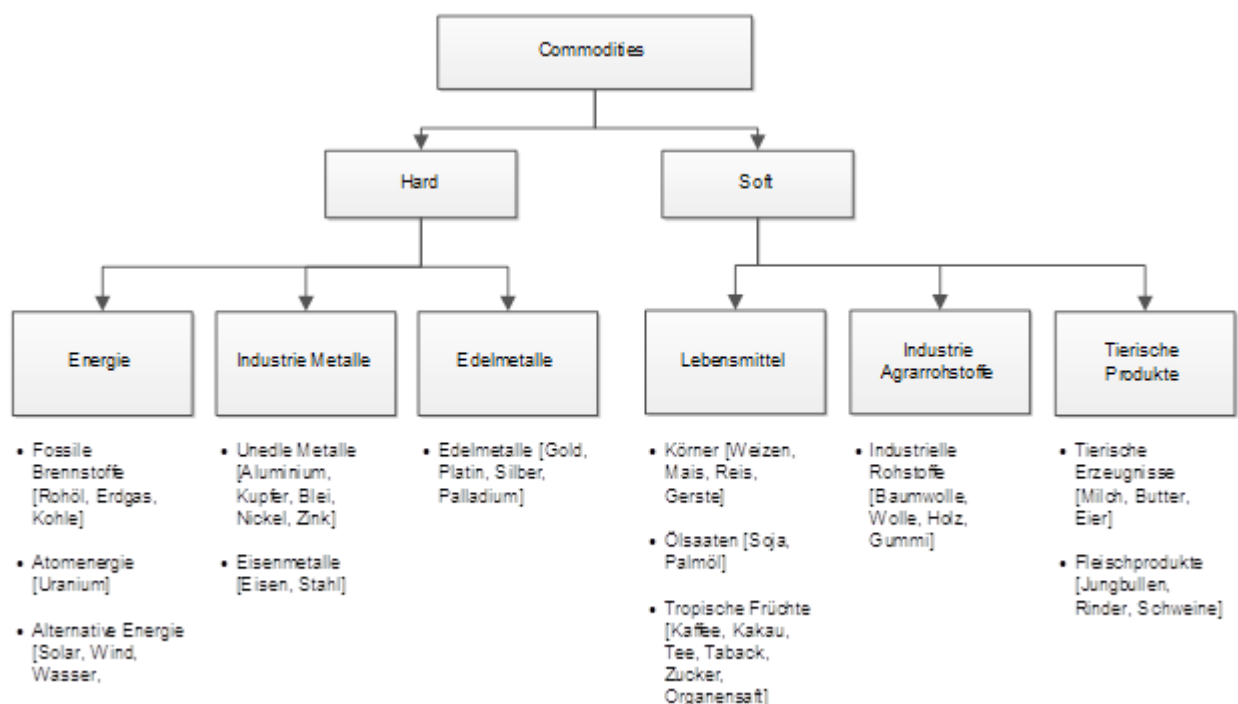 Commodities
Hard
Soft
Energie
Industrie Metalle
Edelmetalle
Lebensmittel
Industrie
Agrarrohstoffe
Tierische
Produkte
• Fossile
Brennstoffe
[Rohöl, Erdgas,
Kohle]
• Atomenergie
[Uranium]
• Alternative Energie
[Solar, Wind,
Wasser,
• Unedle Metalle
[Aluminium,
Kupfer, Blei,
Nickel, Zink]
• Eisenmetalle
[Eisen, Stahl]
• Edelmetalle [Gold,
Platin, Silber,
Palladium]
• Körner [Weizen,
Mais, Reis,
Gerste]
• Ölsaaten [Soja,
Palmöl]
• Tropische Früchte
[Kaffee, Kakau,
Tee, Taback,
Zucker,
Organensaft]
• Industrielle
Rohstoffe
[Baumwolle,
Wolle, Holz,
Gummi]
• Tierische
Erzeugnisse
[Milch, Butter,
Eier]
• Fleischprodukte
[Jungbullen,
Rinder, Schweine]